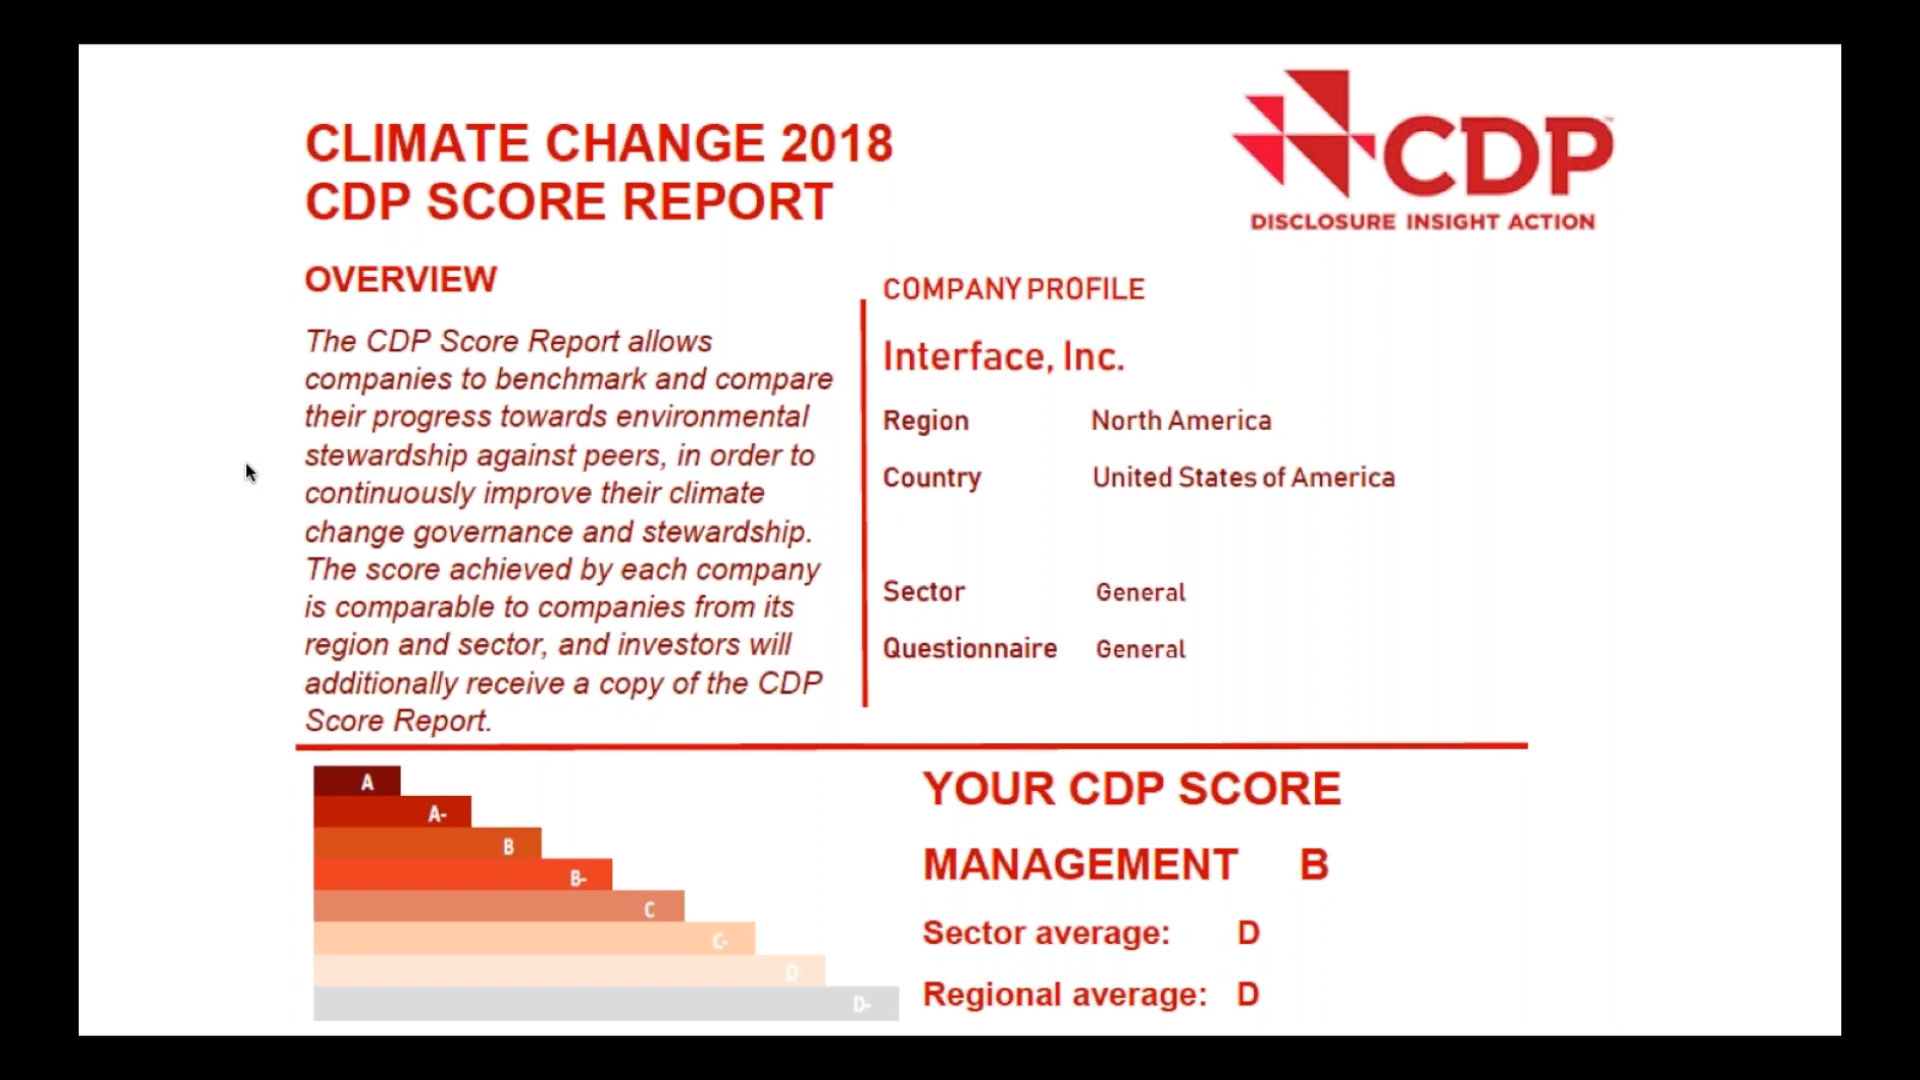 CLIMATE CHANGE 2018
CDP SCORE REPORT
CDP™
DISCLOSURE INSIGHT ACTION
OVERVIEW
The CDP Score Report allows
companies to benchmark and compare
their progress towards environmental
stewardship against peers, in order to
continuously improve their climate
change governance and stewardship.
The score achieved by each company
is comparable to companies from its
region and sector, and investors will
additionally receive a copy of the CDP
Score Report.
COMPANY PROFILE
Interface, Inc.
Region North America
Country United States of America
Sector General
Questionnaire General
A
A-
B
B-
C
C-
D
D-
YOUR CDP SCORE
MANAGEMENT B
Sector average: D
Regional average: D